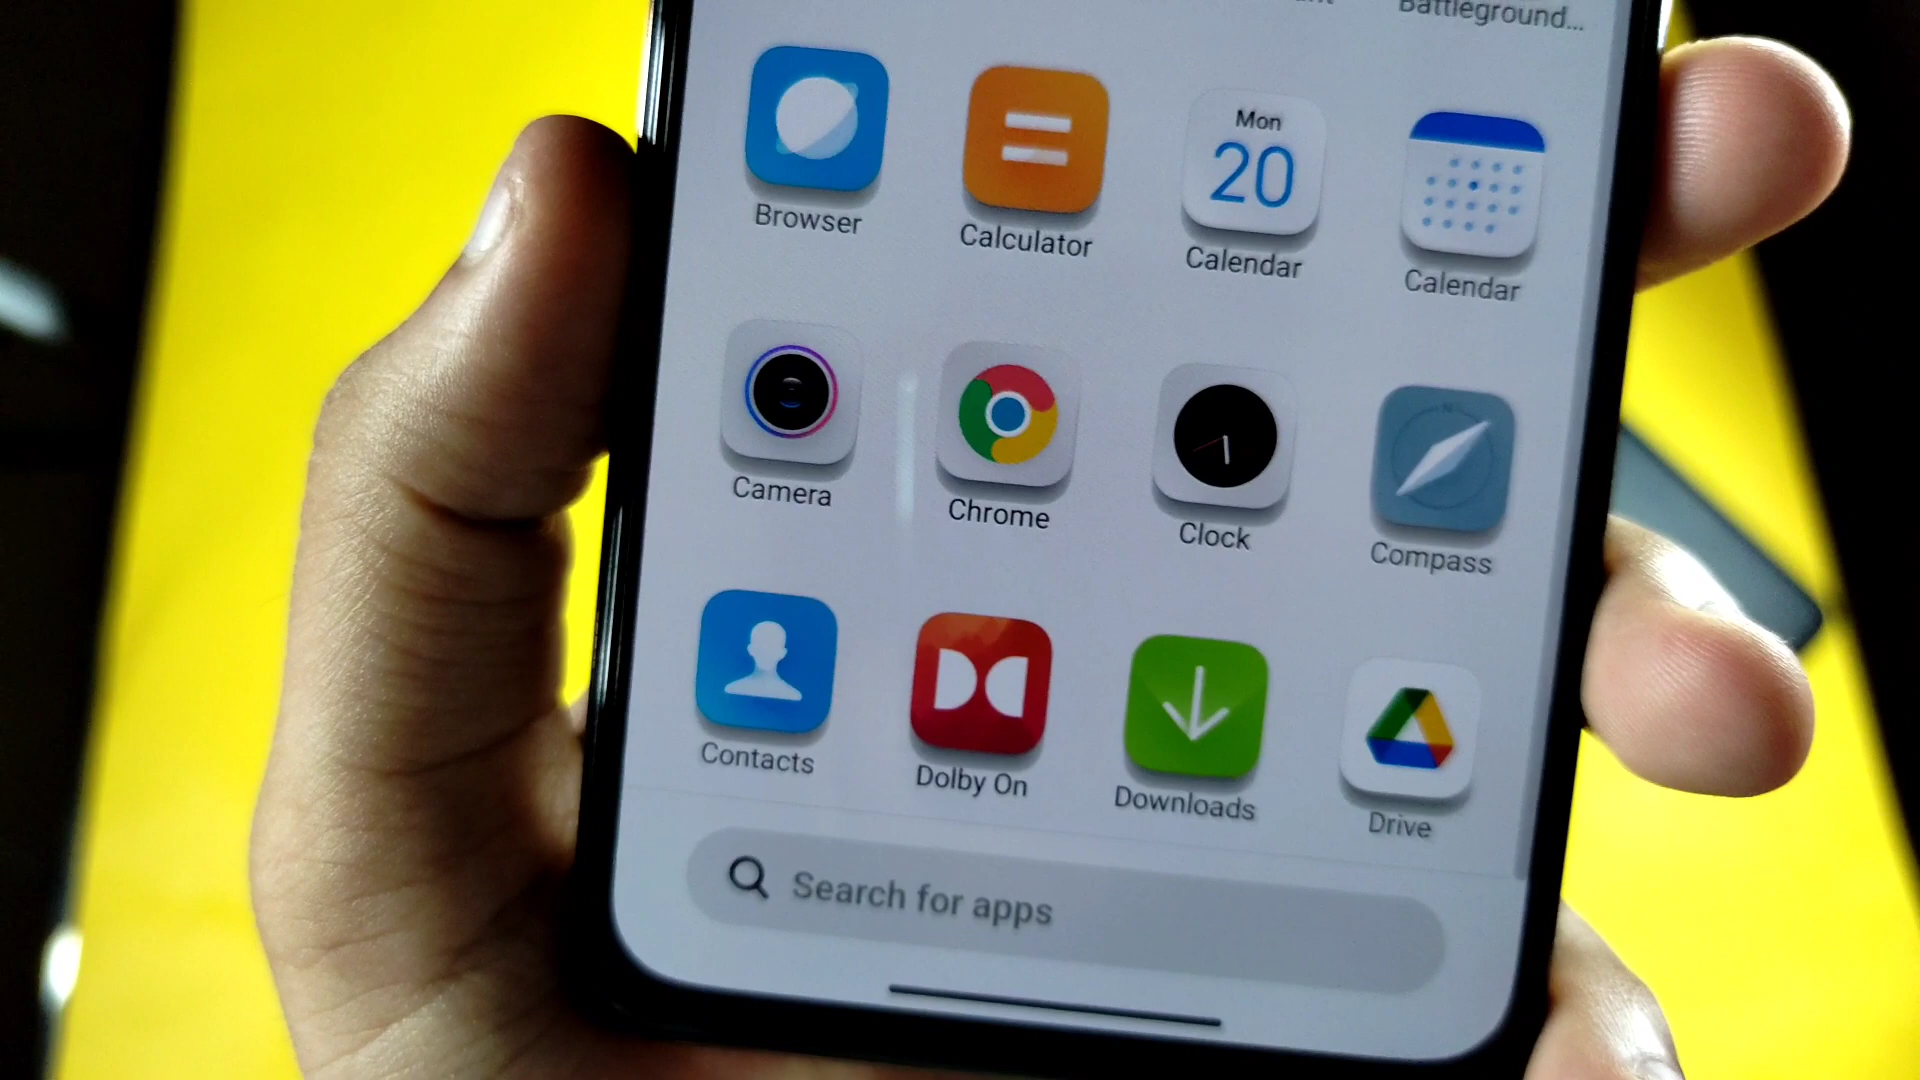 Battleground...
Mon
20
Browser
Calculator
Calendar
Calendar
Camera
Chrome
Clock
Compass
Contacts
Dolby On
Downloads
Drive
Search for apps